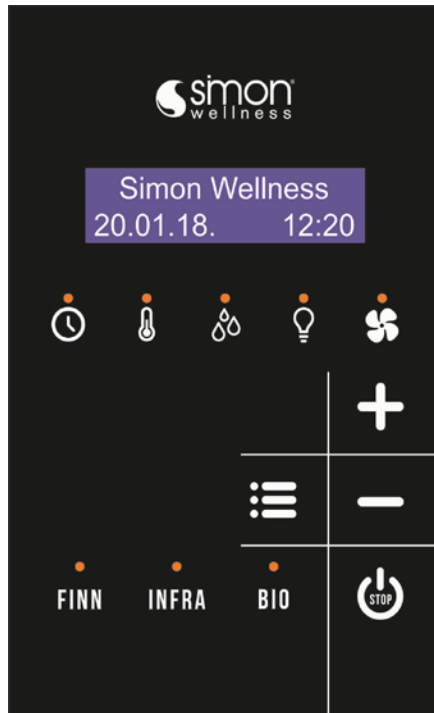 simon
wellness
Simon Wellness
20.01.18. 12:20
FINN INFRA BIO
STOP